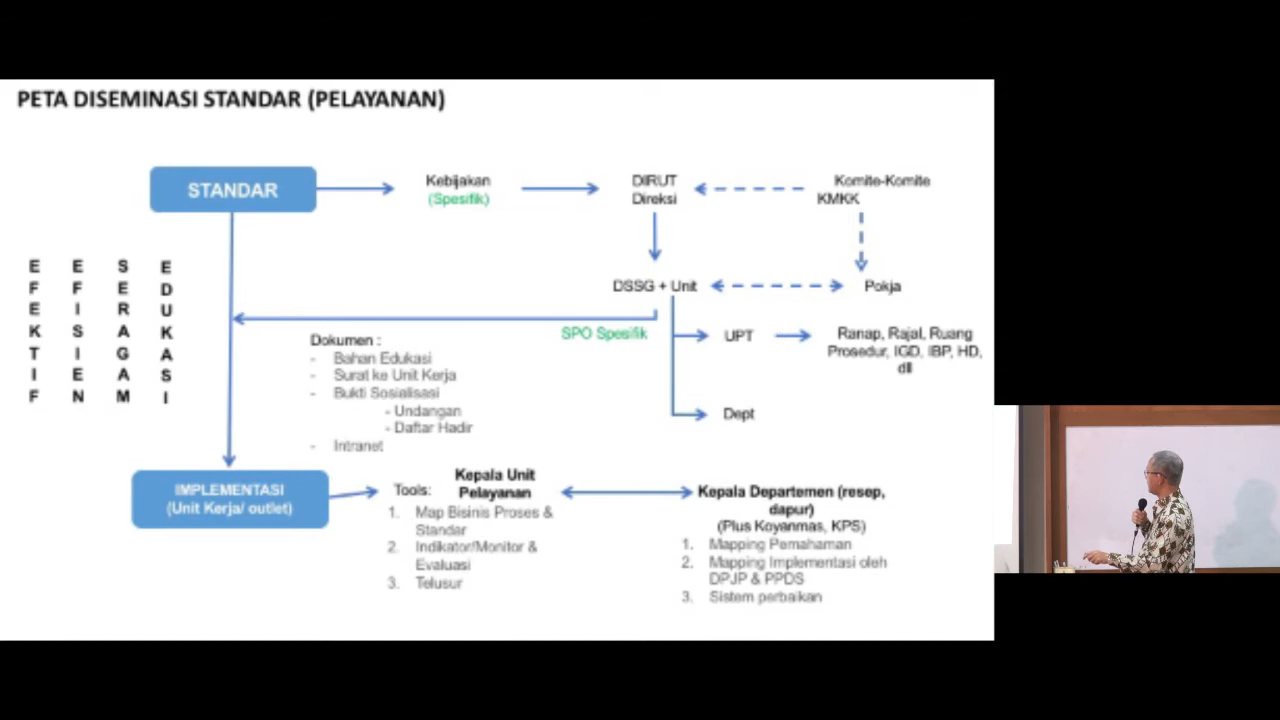 PETA DISEMINASI STANDAR (PELAYANAN)
STANDAR
Kebijakan
(Spesifik)
DIRUT
Direksi
Komite-Komite
KMKK
DSSG + Unit
Pokja
SPO Spesifik
UPT
Ranap, Rajal, Ruang
Prosedur, IGD, IBP, HD,
dll
Dept
EFEKTIF
EFISIEN
SERAGAM
EDUKASI
Dokumen :
- Bahan Edukasi
- Surat ke Unit Kerja
- Bukti Sosialisasi
- Undangan
- Daftar Hadir
- Intranet
IMPLEMENTASI
(Unit Kerja/ outlet)
Tools:
Kepala Unit
Pelayanan
1. Map Bisinis Proses &
Standar
2. Indikator/Monitor &
Evaluasi
3. Telusur
Kepala Departemen (resep,
dapur)
(Plus Koyanmas, KPS)
1. Mapping Pemahaman
2. Mapping Implementasi oleh
DPJP & PPDS
3. Sistem perbaikan